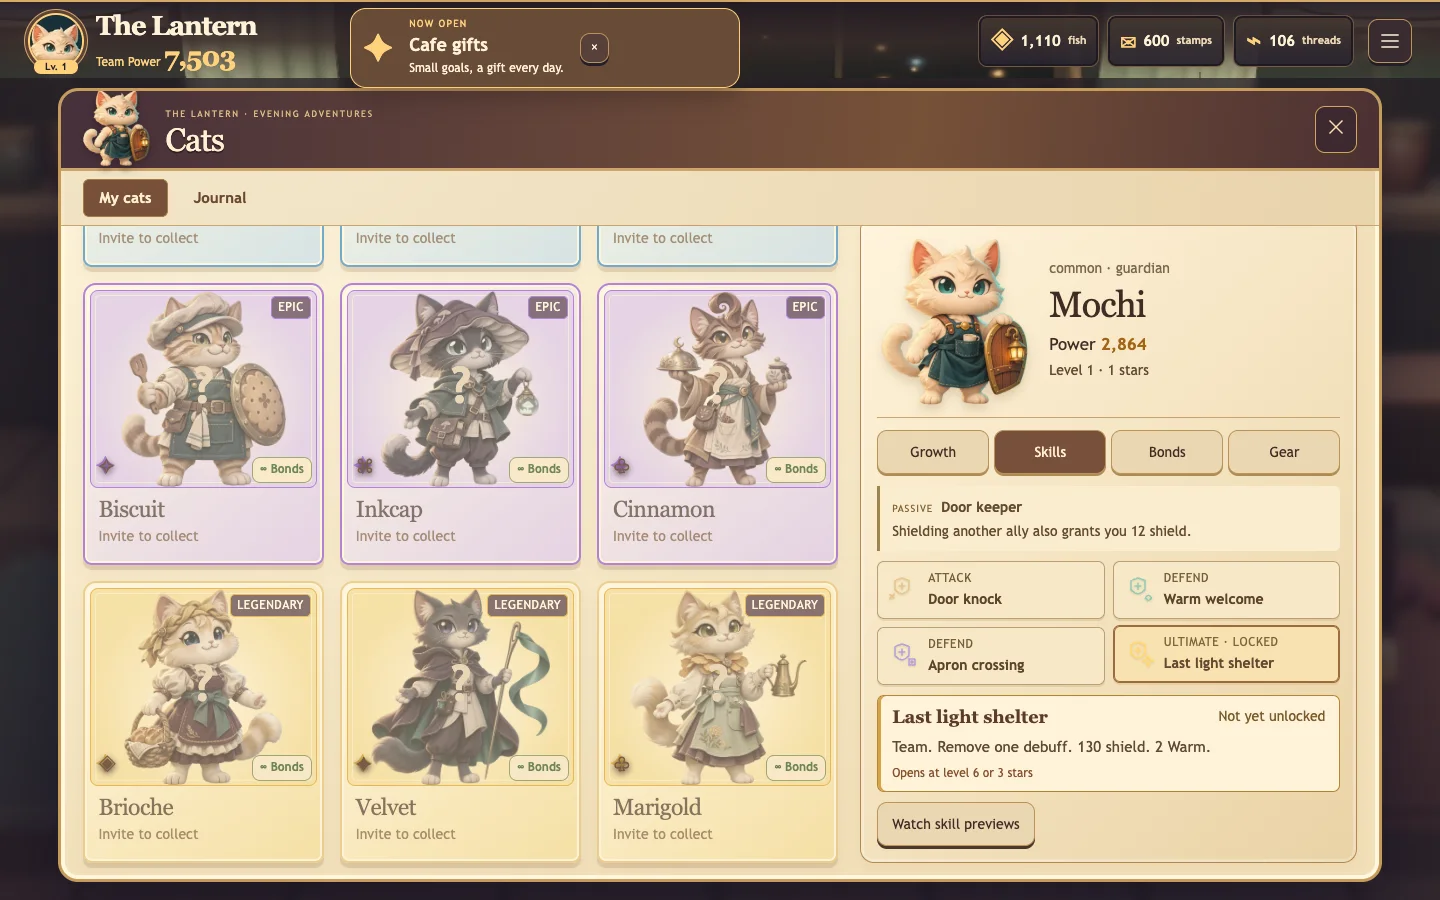 The Lantern
Lv. 1
Team Power 7,503
NOW OPEN
Cafe gifts
Small goals, a gift every day.
×
1,110 fish
600 stamps
106 threads
THE LANTERN · EVENING ADVENTURES
Cats
My cats
Journal
Invite to collect
Invite to collect
Invite to collect
EPIC
?
∞ Bonds
Biscuit
Invite to collect
EPIC
?
∞ Bonds
Inkcap
Invite to collect
EPIC
?
∞ Bonds
Cinnamon
Invite to collect
LEGENDARY
?
∞ Bonds
Brioche
Invite to collect
LEGENDARY
?
∞ Bonds
Velvet
Invite to collect
LEGENDARY
?
∞ Bonds
Marigold
Invite to collect
common · guardian
Mochi
Power 2,864
Level 1 · 1 stars
Growth
Skills
Bonds
Gear
PASSIVE Door keeper
Shielding another ally also grants you 12 shield.
ATTACK
Door knock
DEFEND
Warm welcome
DEFEND
Apron crossing
ULTIMATE · LOCKED
Last light shelter
Last light shelter
Not yet unlocked
Team. Remove one debuff. 130 shield. 2 Warm.
Opens at level 6 or 3 stars
Watch skill previews